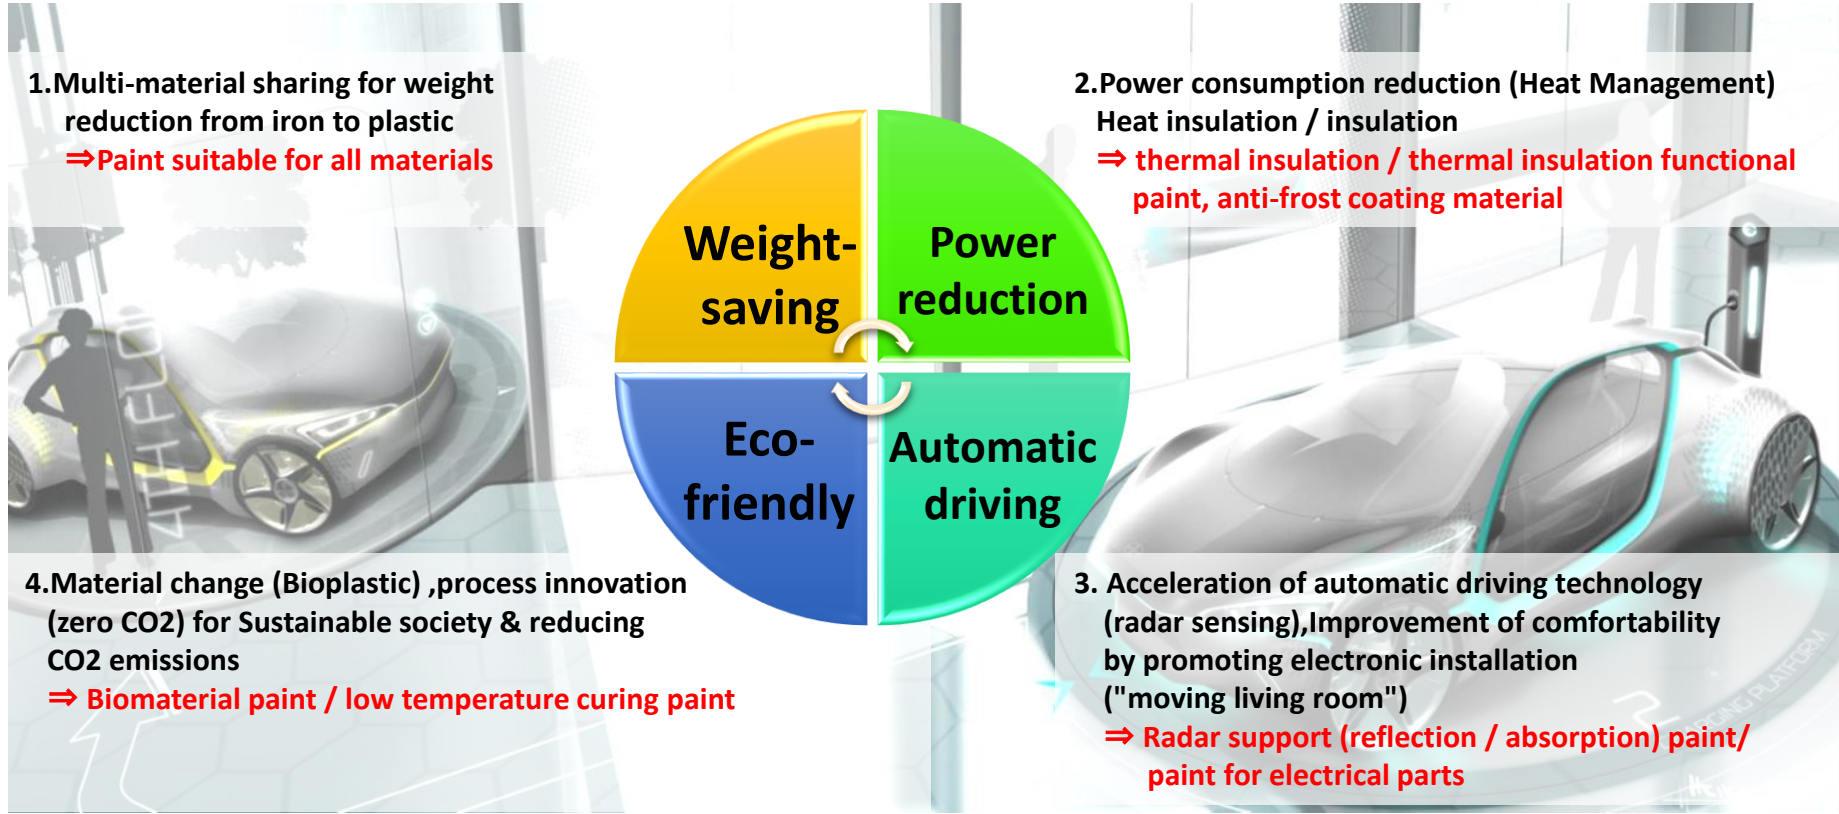 1.Multi-material sharing for weight
reduction from iron to plastic
⇒Paint suitable for all materials
2.Power consumption reduction (Heat Management)
Heat insulation / insulation
⇒ thermal insulation / thermal insulation functional
paint, anti-frost coating material
Weight-
saving
Power
reduction
Eco-
friendly
Automatic
driving
4.Material change (Bioplastic) ,process innovation
(zero CO2) for Sustainable society & reducing
CO2 emissions
⇒ Biomaterial paint / low temperature curing paint
3. Acceleration of automatic driving technology
(radar sensing),Improvement of comfortability
by promoting electronic installation
("moving living room")
⇒ Radar support (reflection / absorption) paint/
paint for electrical parts
PLATFORM